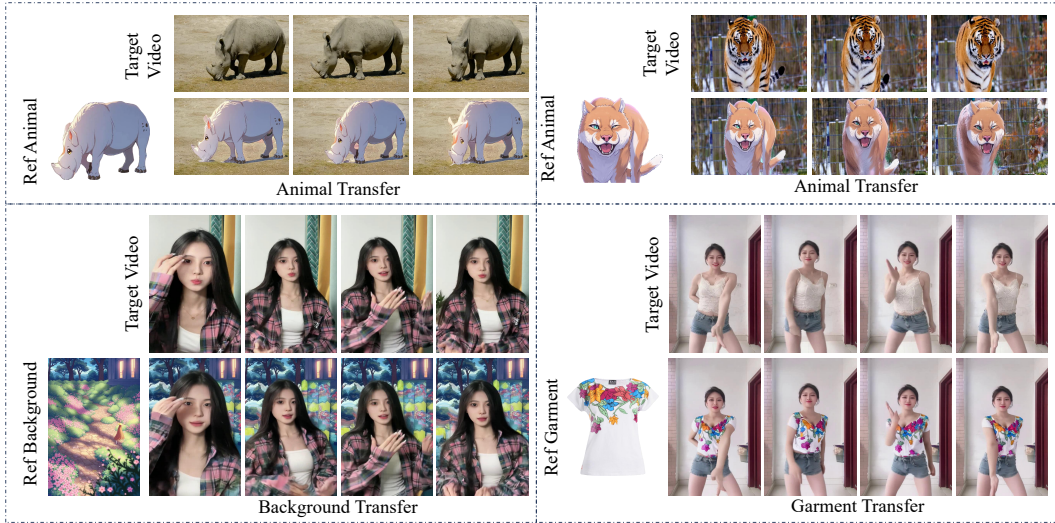 Target
Video
Ref Animal
Animal Transfer
Target
Video
Ref Animal
Animal Transfer
Target Video
Ref Background
Background Transfer
Target Video
Ref Garment
Garment Transfer